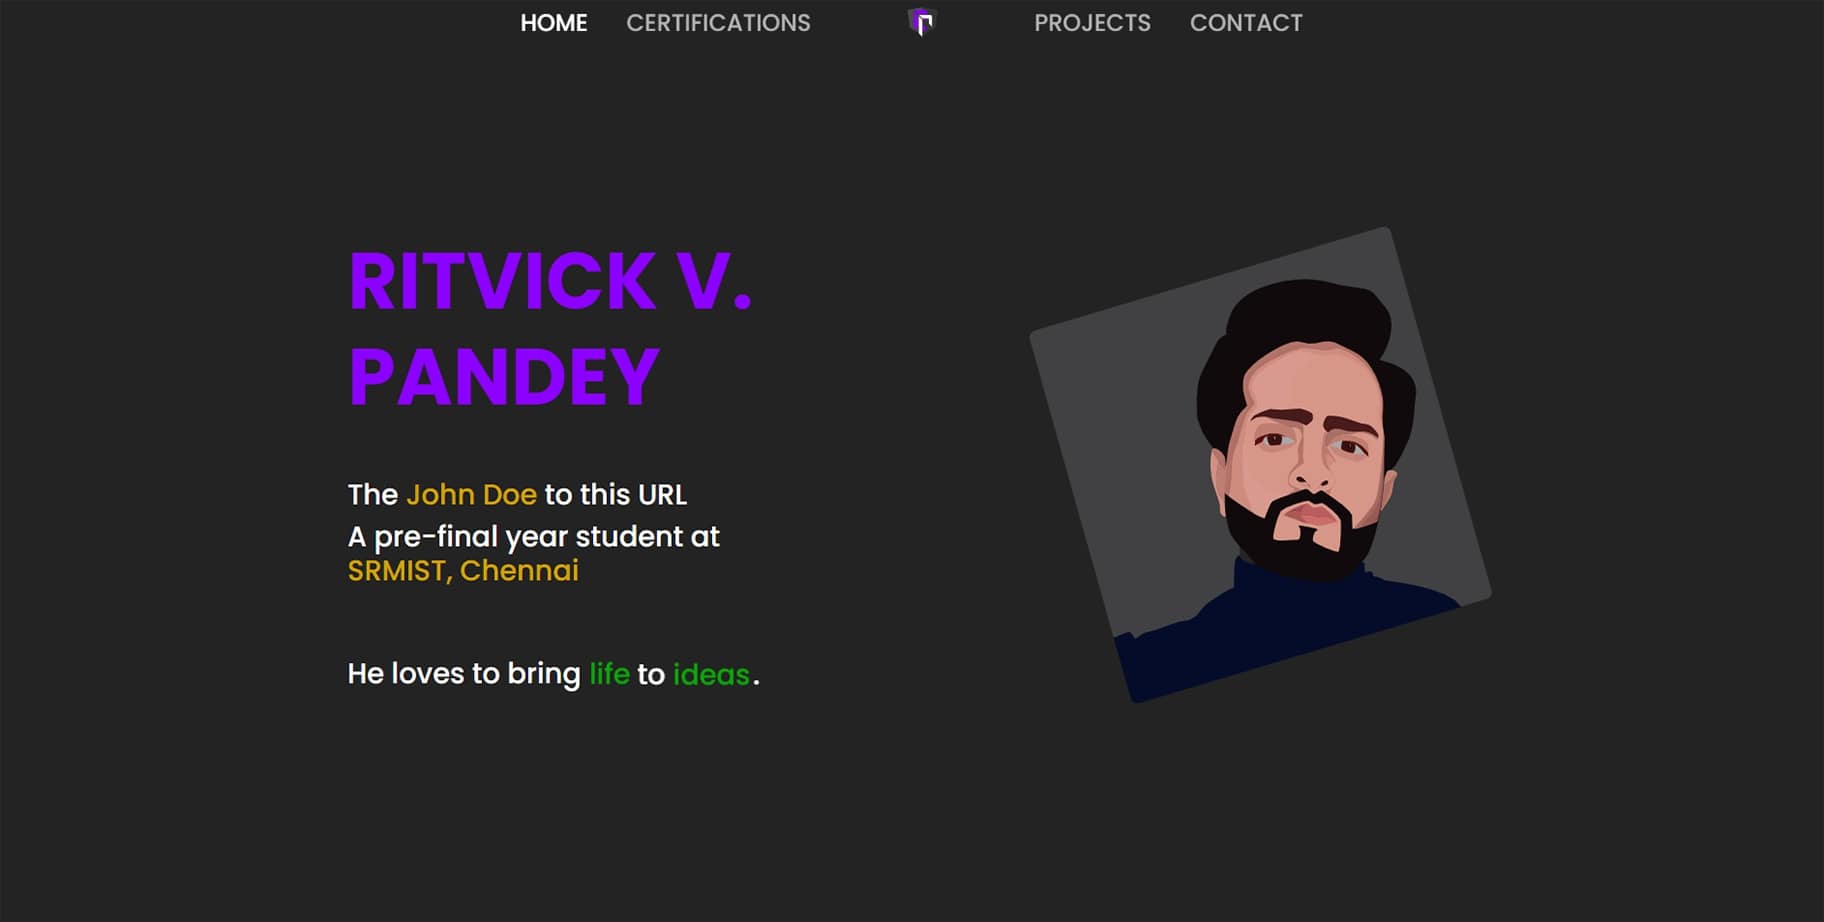 HOME CERTIFICATIONS PROJECTS CONTACT
RITVICK V.
PANDEY
The John Doe to this URL
A pre-final year student at
SRMIST, Chennai
He loves to bring life to ideas.